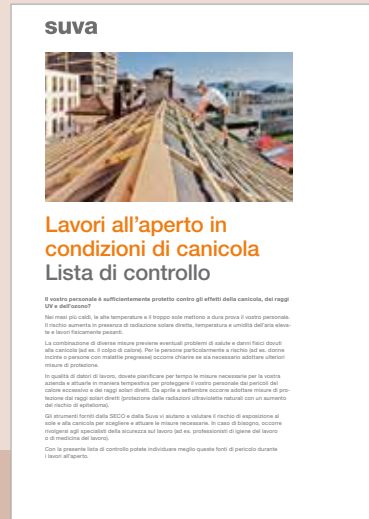 suva
Lavori all'aperto in
condizioni di canicola
Lista di controllo
Il vostro personale è sufficientemente protetto contro gli effetti della canicola, dei raggi
UV e dell'ozono?
Nei mesi più caldi, le alte temperature e il troppo sole mettono a dura prova il vostro personale.
Il rischio aumenta in presenza di radiazione solare diretta, temperatura e umidità dell'aria eleva-
te e lavori fisicamente pesanti.
La combinazione di diverse misure previene eventuali problemi di salute e danni fisici dovuti
alla canicola (ad es. il colpo di calore). Per le persone particolarmente a rischio (ad es. donne
incinte o persone con malattie pregresse) occorre chiarire se sia necessario adottare ulteriori
misure di protezione.
In qualità di datori di lavoro, dovete pianificare per tempo le misure necessarie per la vostra
azienda e attuarle in maniera tempestiva per proteggere il vostro personale dai pericoli del
calore eccessivo e dei raggi solari diretti. Da aprile a settembre occorre adottare misure di pro-
tezione dai raggi solari diretti (protezione dalle radiazioni ultraviolette naturali con un aumento
del rischio di epitelioma).
Gli strumenti forniti dalla SECO e dalla Suva vi aiutano a valutare il rischio di esposizione al
sole e alla canicola per scegliere e attuare le misure necessarie. In caso di bisogno, occorre
rivolgersi agli specialisti della sicurezza sul lavoro (ad es. professionisti di igiene del lavoro
o di medicina del lavoro).
Con la presente lista di controllo potete individuare meglio queste fonti di pericolo durante
i lavori all'aperto.